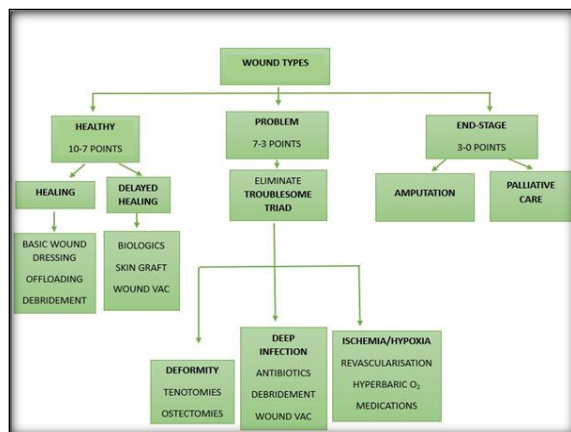 WOUND TYPES
HEALTHY
10-7 POINTS
PROBLEM
7-3 POINTS
END-STAGE
3-0 POINTS
HEALING
DELAYED
HEALING
ELIMINATE
TROUBLESOME
TRIAD
AMPUTATION
PALLIATIVE
CARE
BASIC WOUND
DRESSING
OFFLOADING
DEBRIDEMENT
BIOLOGICS
SKIN GRAFT
WOUND VAC
DEFORMITY
TENOTOMIES
OSTECTOMIES
DEEP
INFECTION
ANTIBIOTICS
DEBRIDEMENT
WOUND VAC
ISCHEMIA/HYPOXIA
REVASCULARISATION
HYPERBARIC O₂
MEDICATIONS